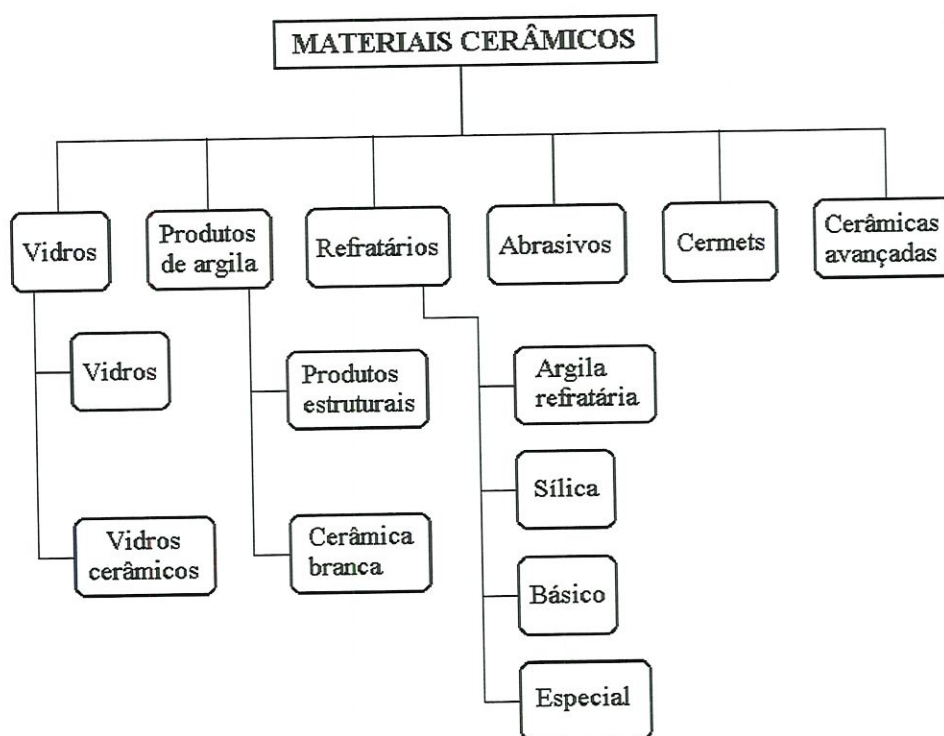 MATERIAIS CERÂMICOS
Vidros
Produtos
de argila
Refratários
Abrasivos
Cermets
Cerâmicas
avançadas
Vidros
Vidros
cerâmicos
Produtos
estruturais
Cerâmica
branca
Argila
refratária
Sílica
Básico
Especial